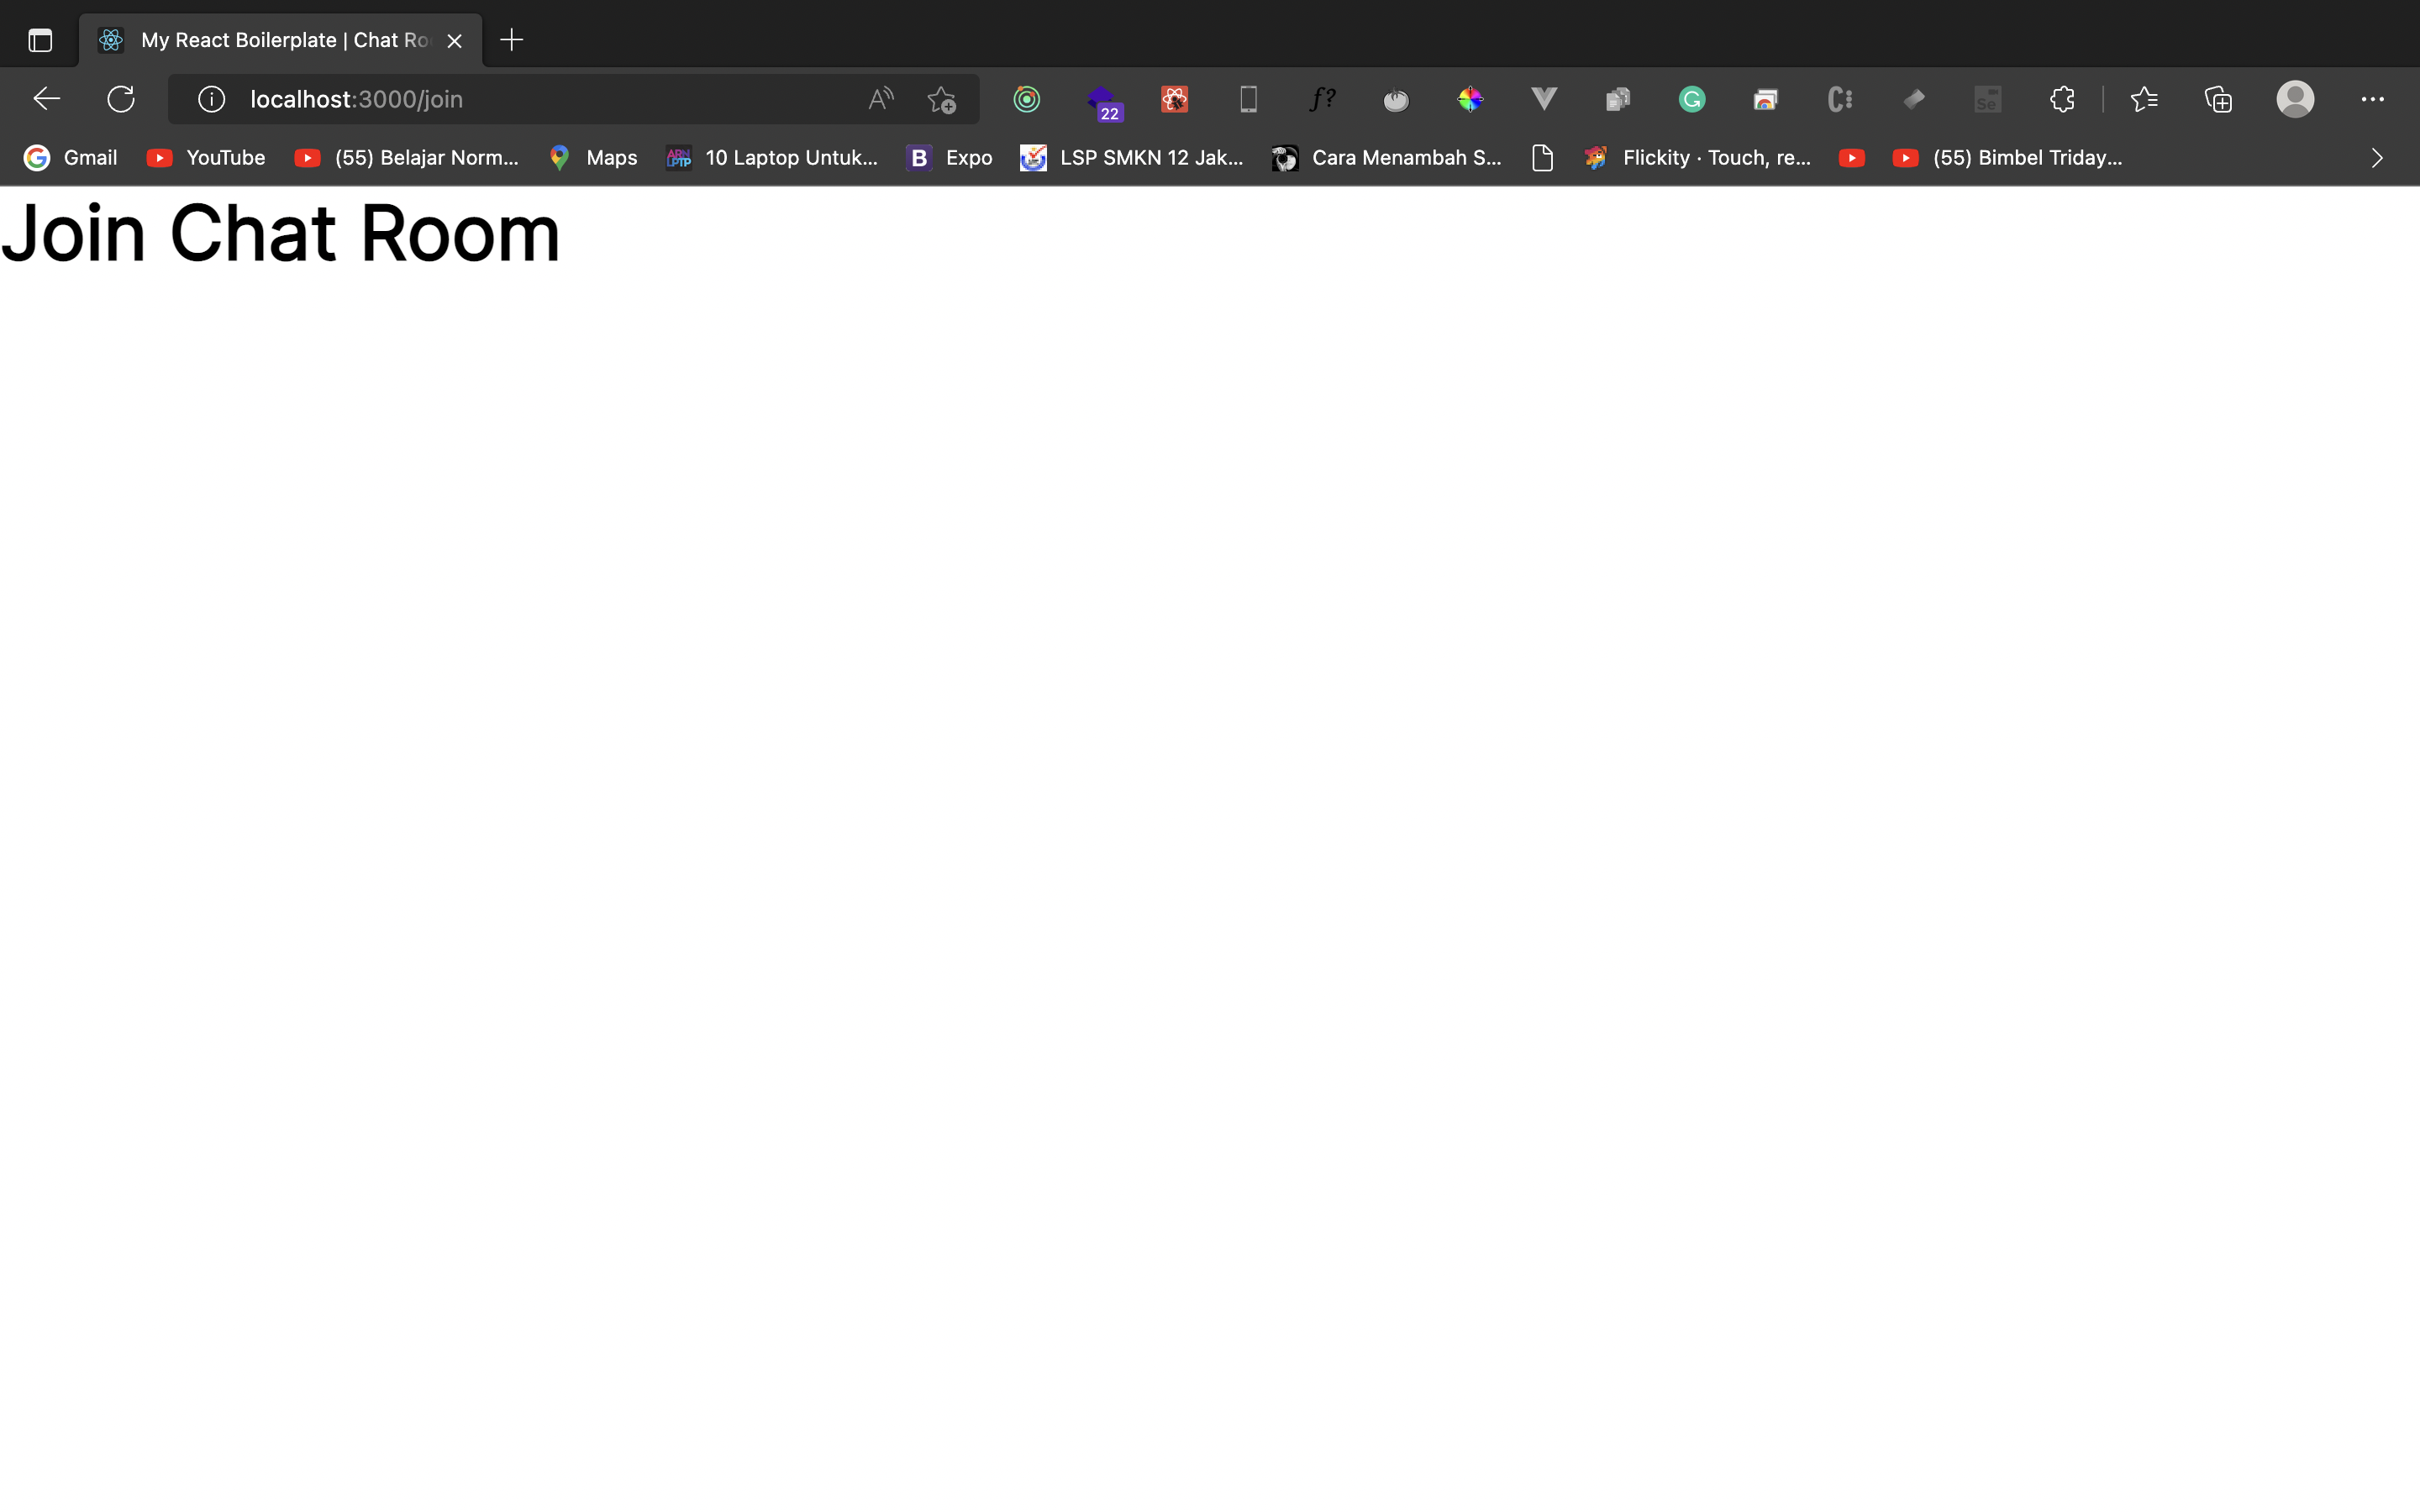 My React Boilerplate | Chat Ro
localhost:3000/join
22
Gmail YouTube (55) Belajar Norm... Maps 10 Laptop Untuk... Expo LSP SMKN 12 Jak... Cara Menambah S... Flickity · Touch, re... (55) Bimbel Triday...
Join Chat Room